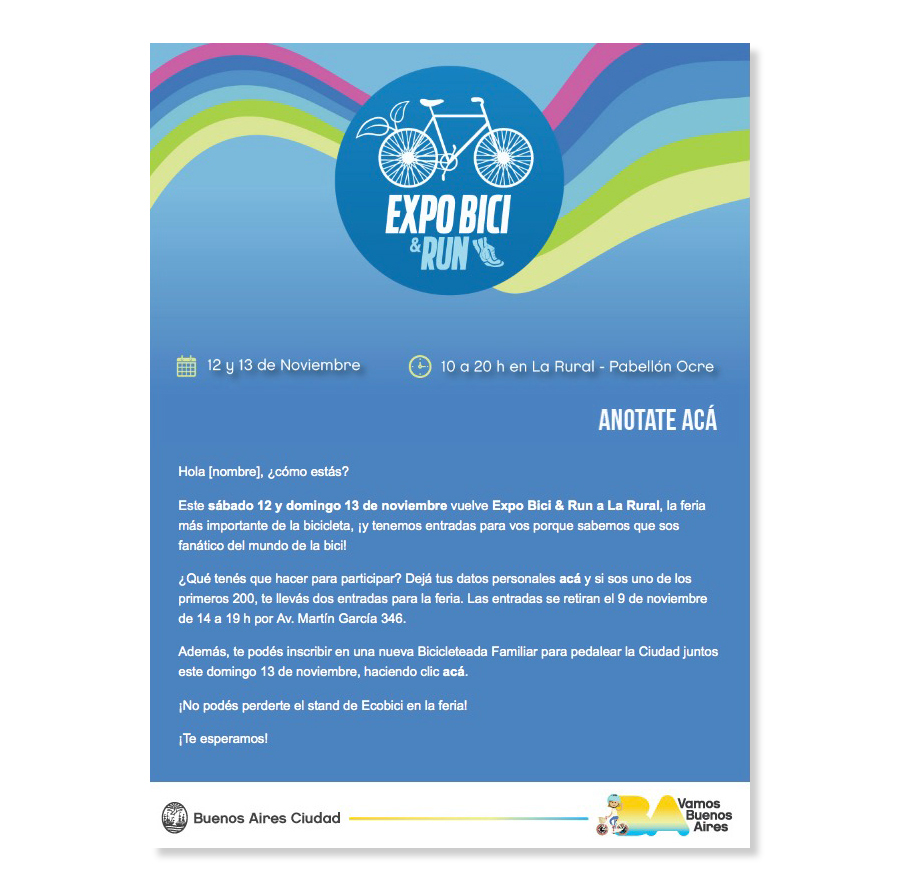 EXPO BICI
& RUN
12 y 13 de Noviembre
10 a 20 h en La Rural - Pabellón Ocre
ANOTATE ACÁ
Hola [nombre], ¿cómo estás?
Este sábado 12 y domingo 13 de noviembre vuelve Expo Bici & Run a La Rural, la feria
más importante de la bicicleta, ¡y tenemos entradas para vos porque sabemos que sos
fanático del mundo de la bici!
¿Qué tenés que hacer para participar? Dejá tus datos personales acá y si sos uno de los
primeros 200, te llevás dos entradas para la feria. Las entradas se retiran el 9 de noviembre
de 14 a 19 h por Av. Martín García 346.
Además, te podés inscribir en una nueva Bicicleteada Familiar para pedalear la Ciudad juntos
este domingo 13 de noviembre, haciendo clic acá.
¡No podés perderte el stand de Ecobici en la feria!
¡Te esperamos!
Buenos Aires Ciudad
BA
Vamos
Buenos
Aires